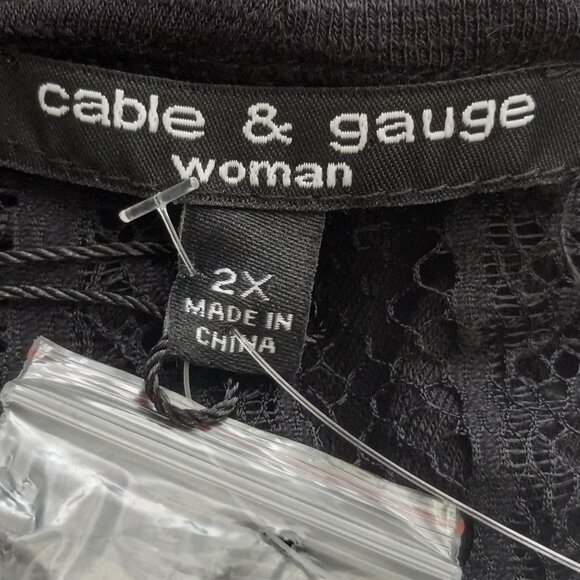 cable & gauge
woman
2X
MADE IN
CHINA